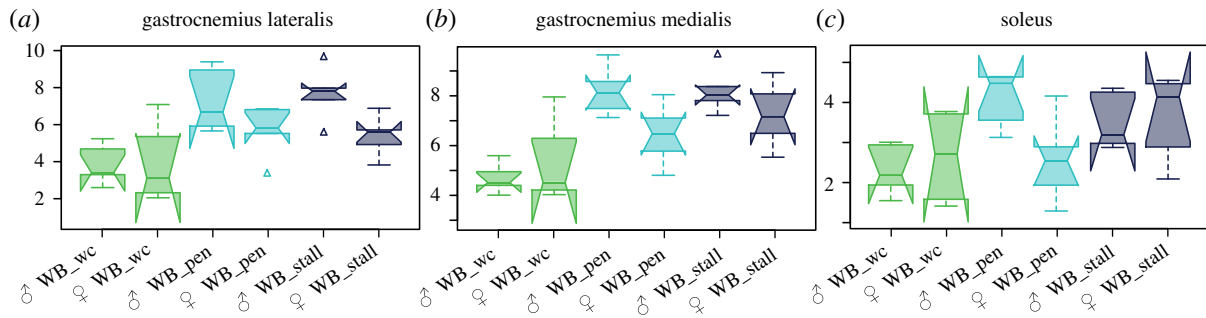 (a) gastrocnemius lateralis
10
8
6
4
2
♂ WB_wc
♀ WB_wc
♂ WB_pen
♀ WB_pen
♂ WB_stall
♀ WB_stall
(b) gastrocnemius medialis
8
6
4
♂ WB_wc
♀ WB_wc
♂ WB_pen
♀ WB_pen
♂ WB_stall
♀ WB_stall
(c) soleus
4
2
♂ WB_wc
♀ WB_wc
♂ WB_pen
♀ WB_pen
♂ WB_stall
♀ WB_stall